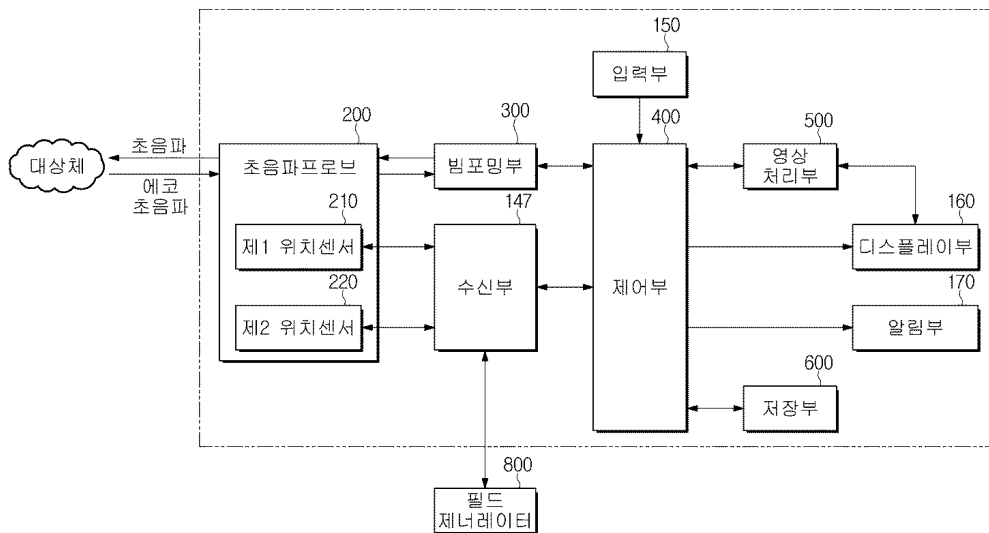 150
입력부
200
300
400
500
초음파
대상체
에코
초음파
초음파프로브
빔포밍부
영상
처리부
210
147
160
제1 위치센서
디스플레이부
수신부
제어부
220
170
제2 위치센서
알림부
600
저장부
800
필드
제너레이터